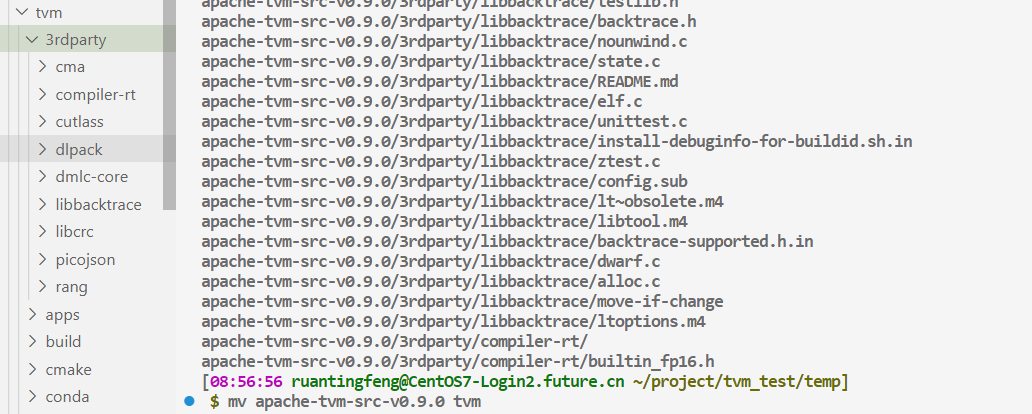 tvm
3rdparty
cma
compiler-rt
cutlass
dlpack
dmlc-core
libbacktrace
libcrc
picojson
rang
apps
build
cmake
conda
apache-tvm-src-v0.9.0/3rdparty/libbacktrace/testlib.h
apache-tvm-src-v0.9.0/3rdparty/libbacktrace/backtrace.h
apache-tvm-src-v0.9.0/3rdparty/libbacktrace/nounwind.c
apache-tvm-src-v0.9.0/3rdparty/libbacktrace/state.c
apache-tvm-src-v0.9.0/3rdparty/libbacktrace/README.md
apache-tvm-src-v0.9.0/3rdparty/libbacktrace/elf.c
apache-tvm-src-v0.9.0/3rdparty/libbacktrace/unittest.c
apache-tvm-src-v0.9.0/3rdparty/libbacktrace/install-debuginfo-for-buildid.sh.in
apache-tvm-src-v0.9.0/3rdparty/libbacktrace/ztest.c
apache-tvm-src-v0.9.0/3rdparty/libbacktrace/config.sub
apache-tvm-src-v0.9.0/3rdparty/libbacktrace/lt~obsolete.m4
apache-tvm-src-v0.9.0/3rdparty/libbacktrace/libtool.m4
apache-tvm-src-v0.9.0/3rdparty/libbacktrace/backtrace-supported.h.in
apache-tvm-src-v0.9.0/3rdparty/libbacktrace/dwarf.c
apache-tvm-src-v0.9.0/3rdparty/libbacktrace/alloc.c
apache-tvm-src-v0.9.0/3rdparty/libbacktrace/move-if-change
apache-tvm-src-v0.9.0/3rdparty/libbacktrace/ltoptions.m4
apache-tvm-src-v0.9.0/3rdparty/compiler-rt/
apache-tvm-src-v0.9.0/3rdparty/compiler-rt/builtin_fp16.h
[08:56:56 ruantingfeng@CentOS7-Login2.future.cn ~/project/tvm_test/temp]
$ mv apache-tvm-src-v0.9.0 tvm